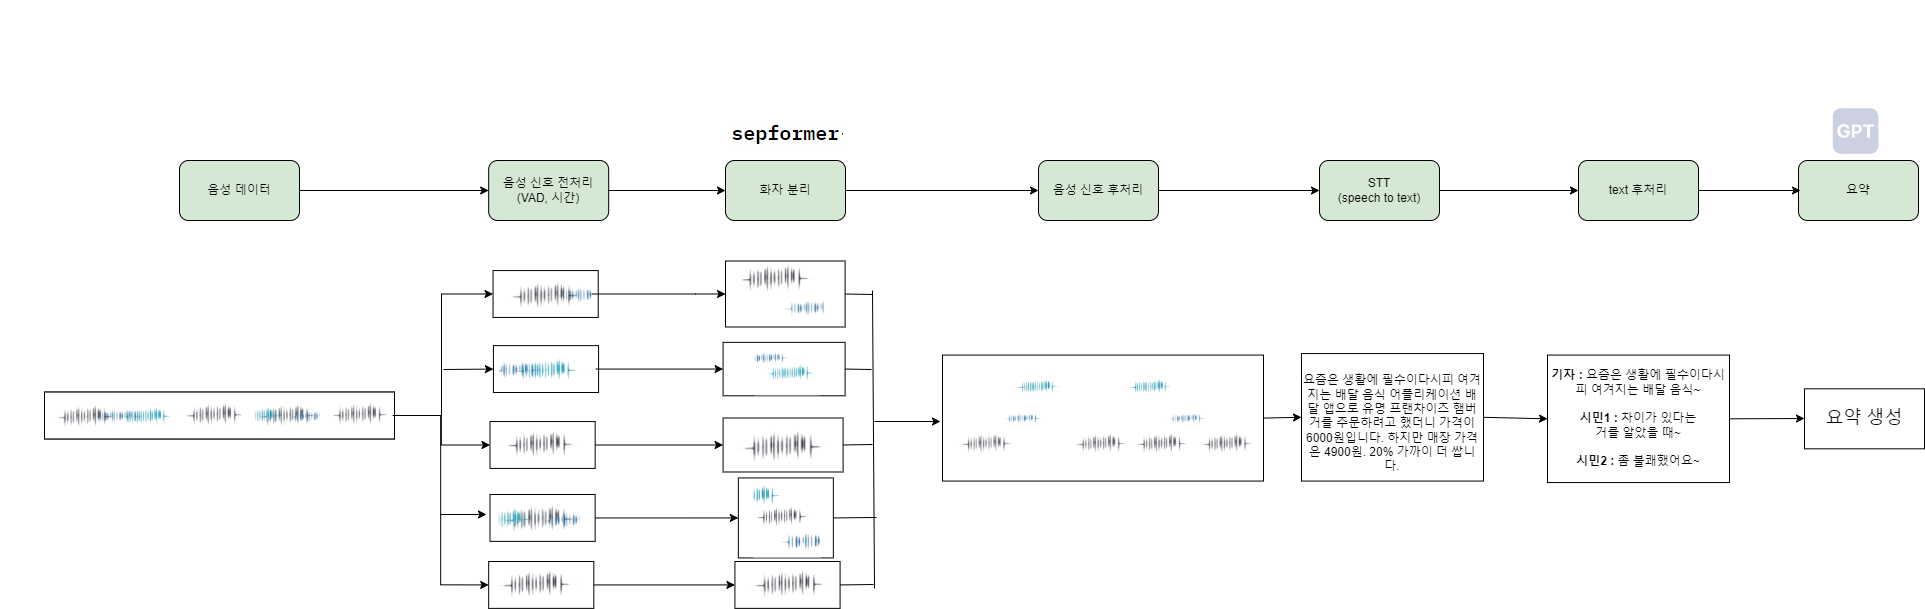 sepformer
GPT
음성 데이터
음성 신호 전처리
(VAD, 시간)
화자 분리
음성 신호 후처리
STT
(speech to text)
text 후처리
요약
요즘은 생활에 필수이다시피 여겨
지는 배달 음식 어플리케이션 배
달 앱으로 유명 프랜차이즈 햄버
거를 주문하려고 했더니 가격이
6000원입니다. 하지만 매장 가격
은 4900원. 20% 가까이 더 쌉니
다.
기자 : 요즘은 생활에 필수이다시
피 여겨지는 배달 음식~
시민1 : 차이가 있다는
거를 알았을 때~
시민2 : 좀 불쾌했어요~
요약 생성